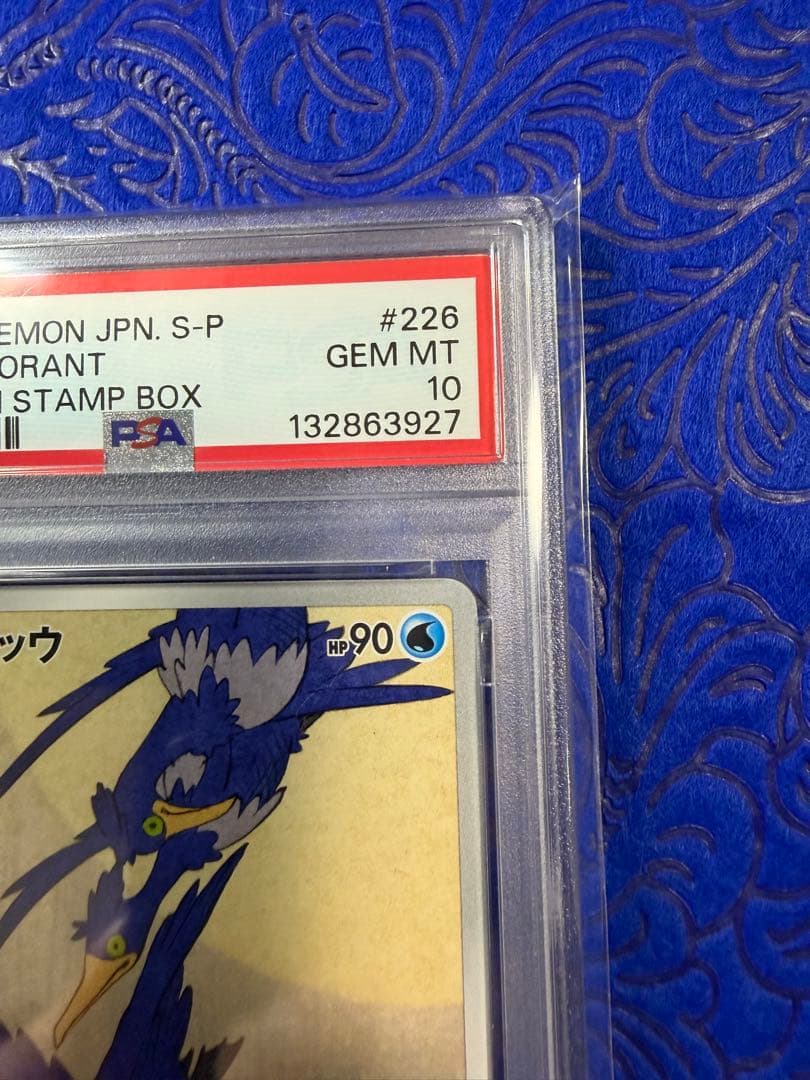 EMON JPN. S-P #226
ORANT GEM MT
STAMP BOX 10
PSA 132863927
ッウ HP90